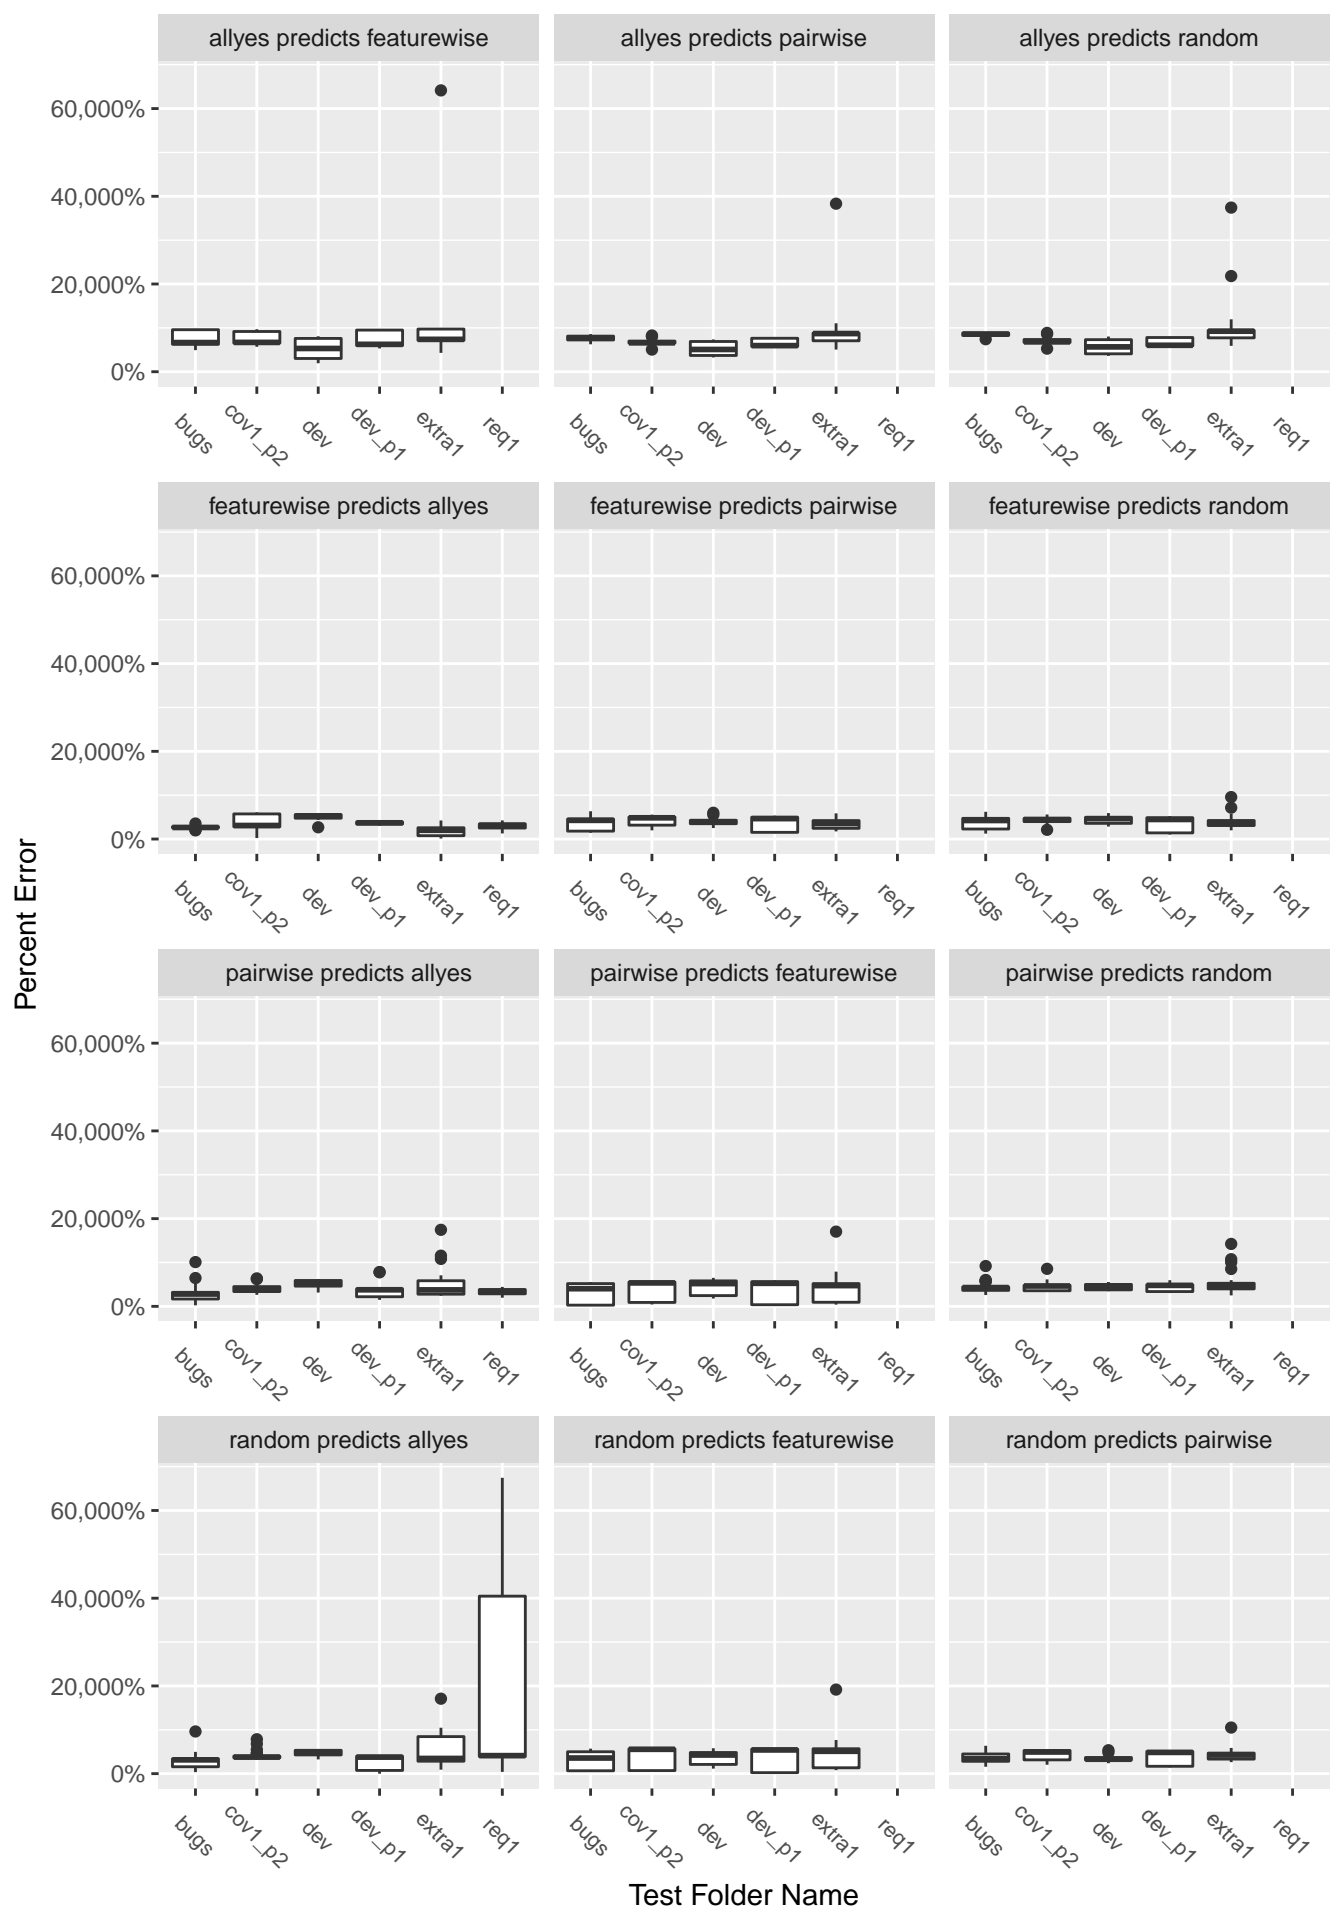 allyes predicts featurewise
allyes predicts pairwise
allyes predicts random
60,000%
40,000%
20,000%
0%
bugs cov1_p2 dev dev_p1 extra1 req1
bugs cov1_p2 dev dev_p1 extra1 req1
bugs cov1_p2 dev dev_p1 extra1 req1
featurewise predicts allyes
featurewise predicts pairwise
featurewise predicts random
60,000%
40,000%
20,000%
0%
bugs cov1_p2 dev dev_p1 extra1 req1
bugs cov1_p2 dev dev_p1 extra1 req1
bugs cov1_p2 dev dev_p1 extra1 req1
Percent Error
pairwise predicts allyes
pairwise predicts featurewise
pairwise predicts random
60,000%
40,000%
20,000%
0%
bugs cov1_p2 dev dev_p1 extra1 req1
bugs cov1_p2 dev dev_p1 extra1 req1
bugs cov1_p2 dev dev_p1 extra1 req1
random predicts allyes
random predicts featurewise
random predicts pairwise
60,000%
40,000%
20,000%
0%
bugs cov1_p2 dev dev_p1 extra1 req1
bugs cov1_p2 dev dev_p1 extra1 req1
bugs cov1_p2 dev dev_p1 extra1 req1
Test Folder Name